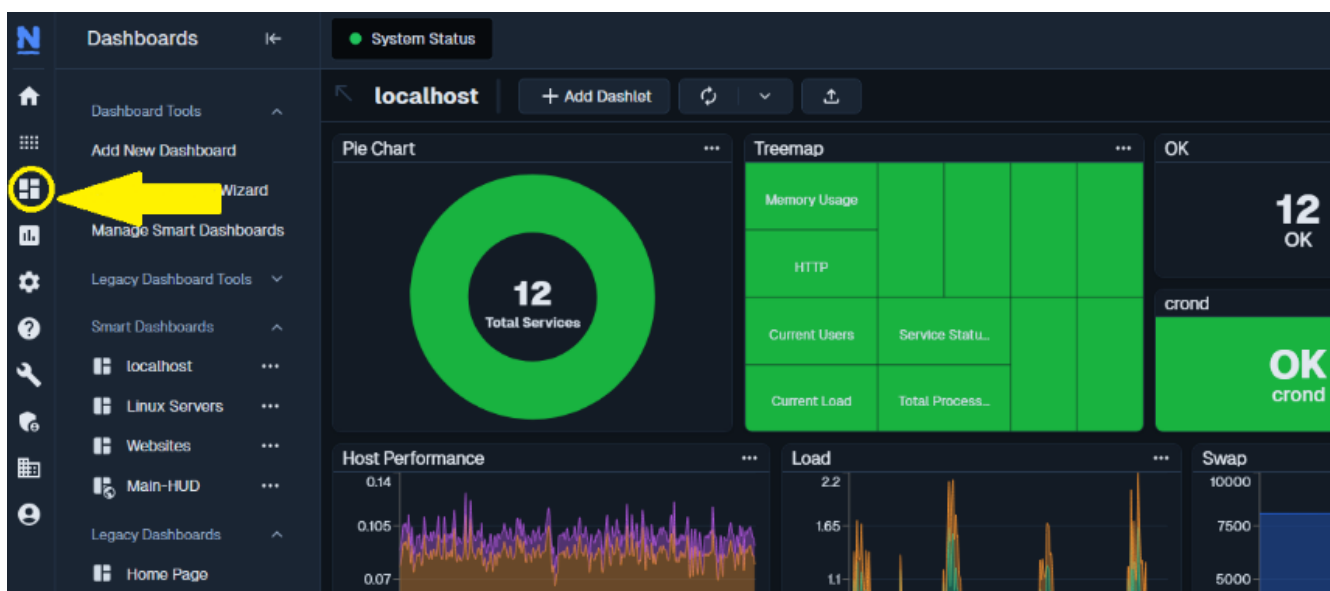 N
Dashboards
System Status
localhost
+ Add Dashlet
Dashboard Tools
Add New Dashboard
Wizard
Manage Smart Dashboards
Legacy Dashboard Tools
Smart Dashboards
localhost
Linux Servers
Websites
Main-HUD
Legacy Dashboards
Home Page
Pie Chart
12
Total Services
Treemap
Memory Usage
HTTP
Current Users
Service Statu...
Current Load
Total Process...
OK
12
OK
crond
OK
crond
Host Performance
0.14
0.105
0.07
Load
2.2
1.65
1.1
Swap
10000
7500
5000